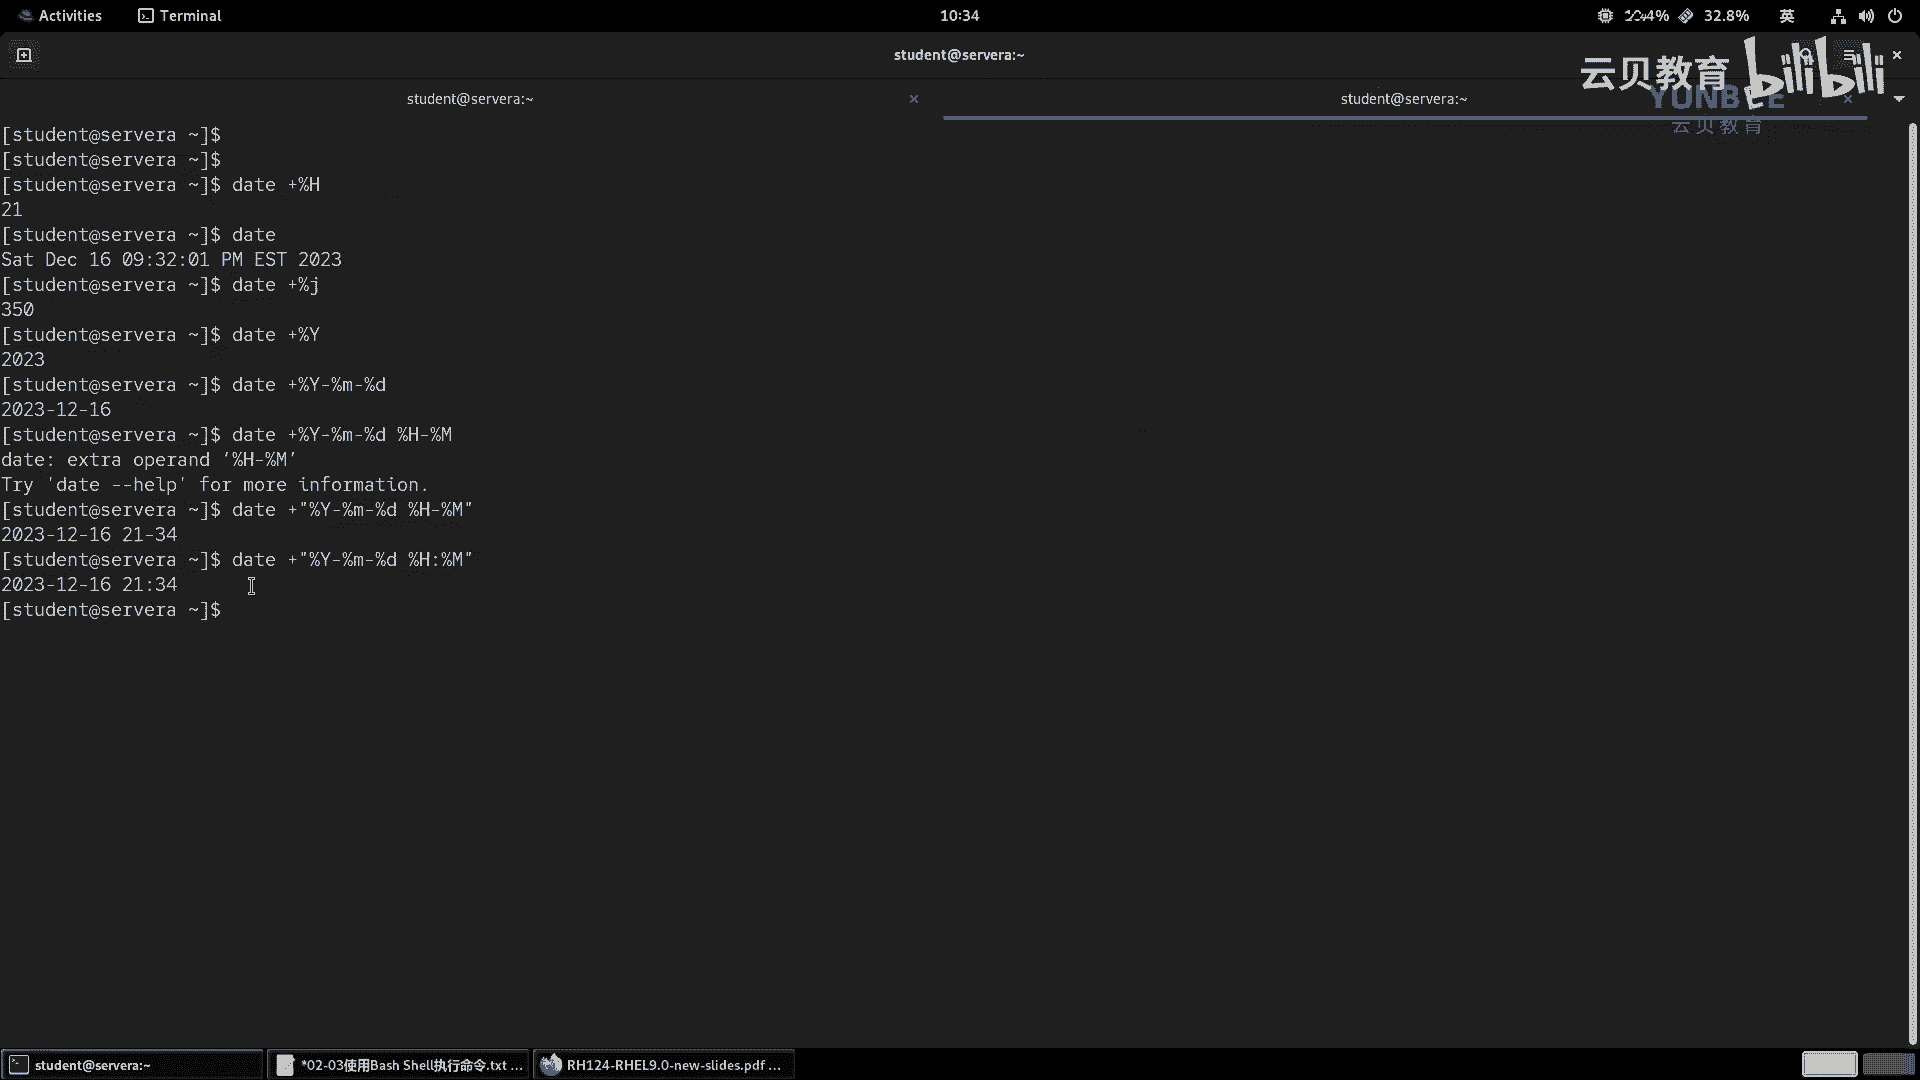 Activities Terminal 10:34 32.8% 英
student@servera:~
云贝教育 bilibili
student@servera:~ student@servera:~
YUNBEE
云贝教育
[student@servera ~]$
[student@servera ~]$
[student@servera ~]$ date +%H
21
[student@servera ~]$ date
Sat Dec 16 09:32:01 PM EST 2023
[student@servera ~]$ date +%j
350
[student@servera ~]$ date +%Y
2023
[student@servera ~]$ date +%Y-%m-%d
2023-12-16
[student@servera ~]$ date +%Y-%m-%d %H-%M
date: extra operand ‘%H-%M’
Try 'date --help' for more information.
[student@servera ~]$ date +"%Y-%m-%d %H-%M"
2023-12-16 21-34
[student@servera ~]$ date +"%Y-%m-%d %H:%M"
2023-12-16 21:34
[student@servera ~]$
student@servera:~ *02-03使用Bash Shell执行命令.txt ... RH124-RHEL9.0-new-slides.pdf ...